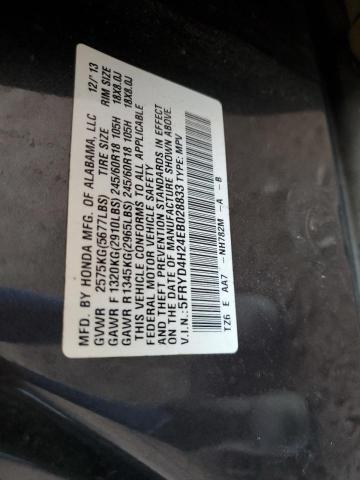 MFD. BY HONDA MFG. OF ALABAMA, LLC 12/'13
GVWR 2575KG(5677LBS) TIRE SIZE RIM SIZE
GAWR F 1320KG(2910LBS) 245/60R18 105H 18X8.0J
GAWR R 1345KG(2965LBS) 245/60R18 105H 18X8.0J
THIS VEHICLE CONFORMS TO ALL APPLICABLE
FEDERAL MOTOR VEHICLE SAFETY
AND THEFT PREVENTION STANDARDS IN EFFECT
ON THE DATE OF MANUFACTURE SHOWN ABOVE.
V.I.N.:5FRYD4H24EB028833 TYPE: MPV
TZ6 E AA7 -NH782M -A -B